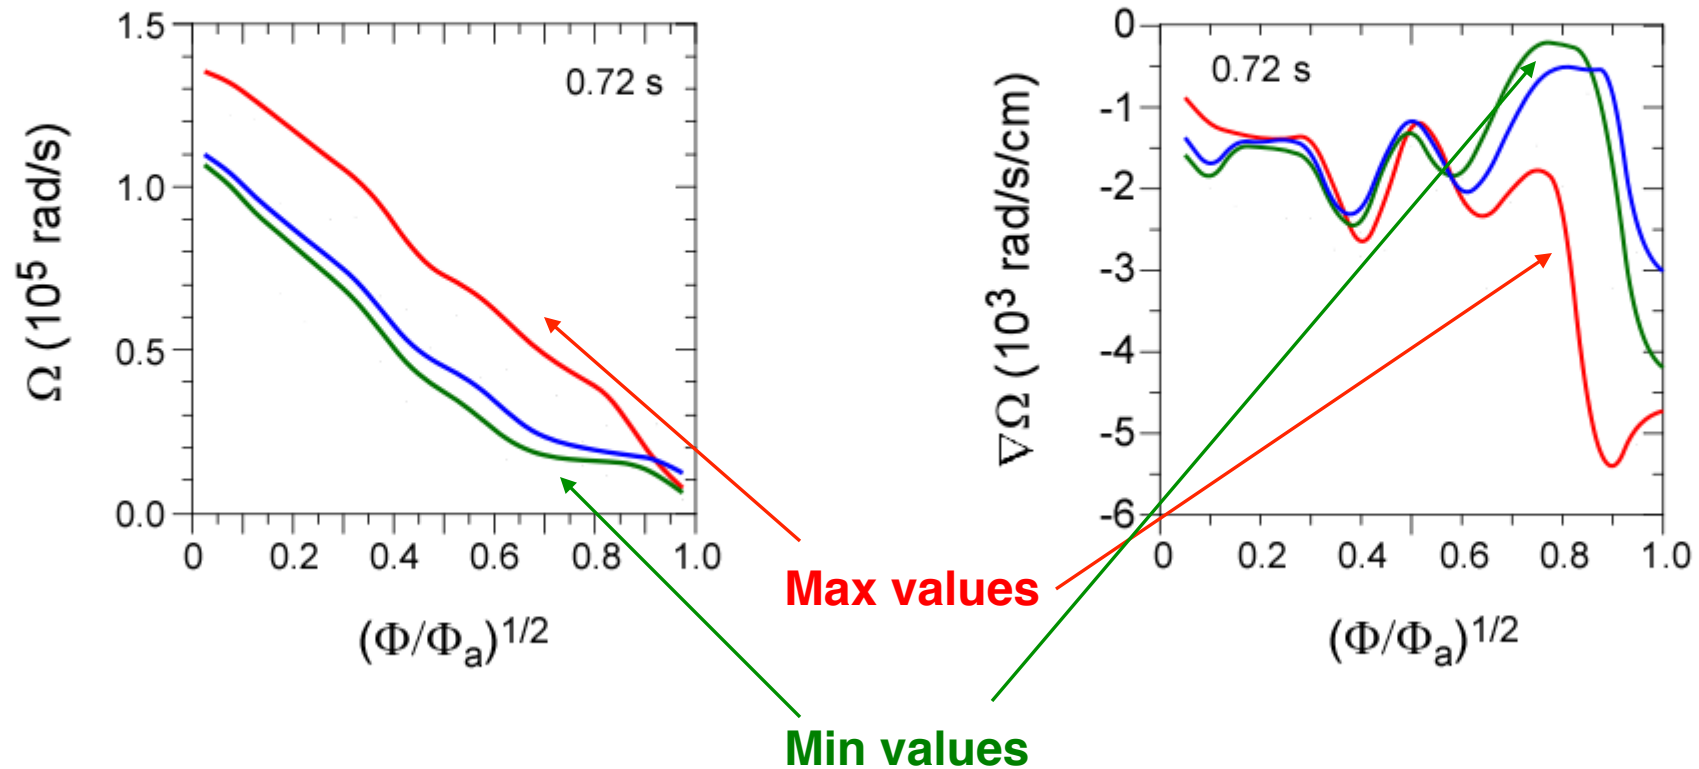 1.5
1.0
0.5
0.0
Ω (10⁵ rad/s)
0.72 s
0 0.2 0.4 0.6 0.8 1.0
(Φ/Φₐ)¹/²
0
-1
-2
-3
-4
-5
-6
∇Ω (10³ rad/s/cm)
0.72 s
0 0.2 0.4 0.6 0.8 1.0
(Φ/Φₐ)¹/²
Max values
Min values